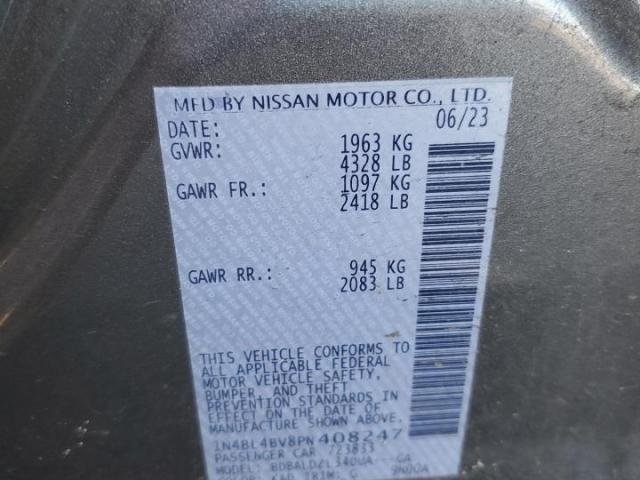 MFD BY NISSAN MOTOR CO., LTD.
DATE: 06/23
GVWR: 1963 KG
4328 LB
GAWR FR.: 1097 KG
2418 LB
GAWR RR.: 945 KG
2083 LB
THIS VEHICLE CONFORMS TO
ALL APPLICABLE FEDERAL
MOTOR VEHICLE SAFETY,
BUMPER, AND THEFT
PREVENTION STANDARDS IN
EFFECT ON THE DATE OF
MANUFACTURE SHOWN ABOVE.
1N4BL4BV8PN408247
PASSENGER CAR 723833
MODEL: